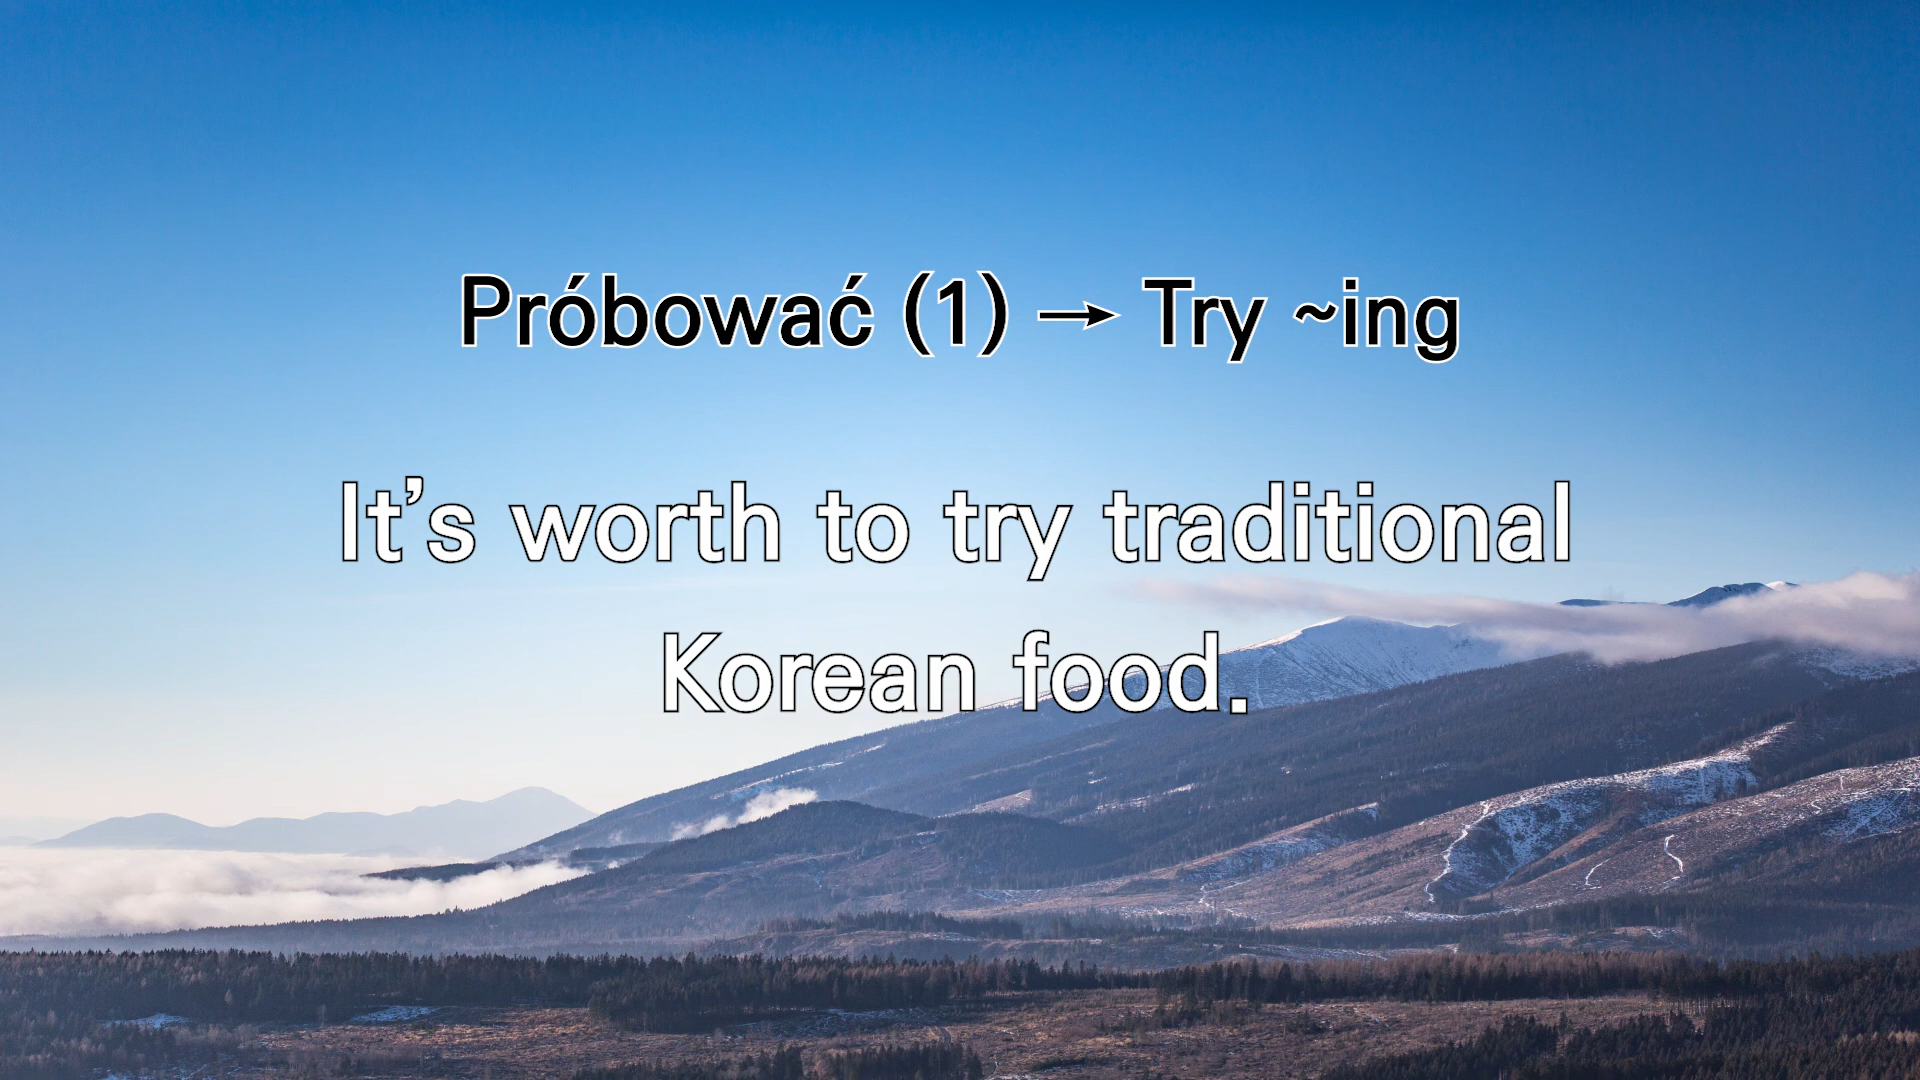 Próbować (1) → Try ~ing
It’s worth to try traditional
Korean food.